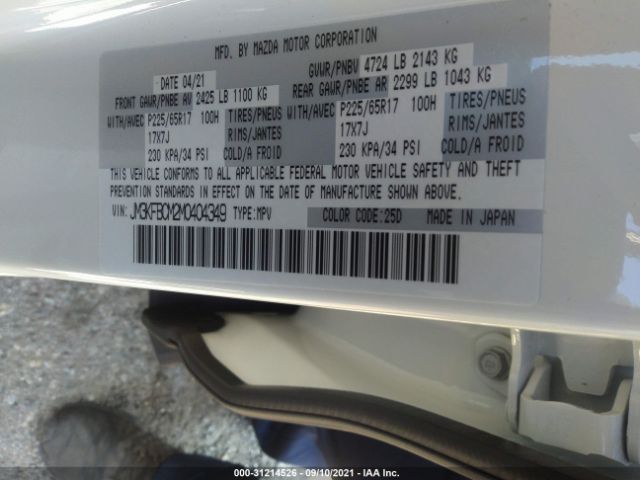 MFD. BY MAZDA MOTOR CORPORATION
DATE 04/21 GVWR/PNBV 4724 LB 2143 KG
FRONT GAWR/PNBE AV 2425 LB 1100 KG REAR GAWR/PNBE AR 2299 LB 1043 KG
WITH/AVEC P225/65R17 100H TIRES/PNEUS WITH/AVEC P225/65R17 100H TIRES/PNEUS
17X7J RIMS/JANTES 17X7J RIMS/JANTES
230 KPA/34 PSI COLD/A FROID 230 KPA/34 PSI COLD/A FROID
THIS VEHICLE CONFORMS TO ALL APPLICABLE FEDERAL MOTOR VEHICLE SAFETY AND THEFT
PREVENTION STANDARDS IN EFFECT ON THE DATE OF MANUFACTURE SHOWN ABOVE.
VIN: JM3KFBCM2M0404349 TYPE:MPV COLOR CODE:25D MADE IN JAPAN
000-31214526 - 09/10/2021 - IAA Inc.